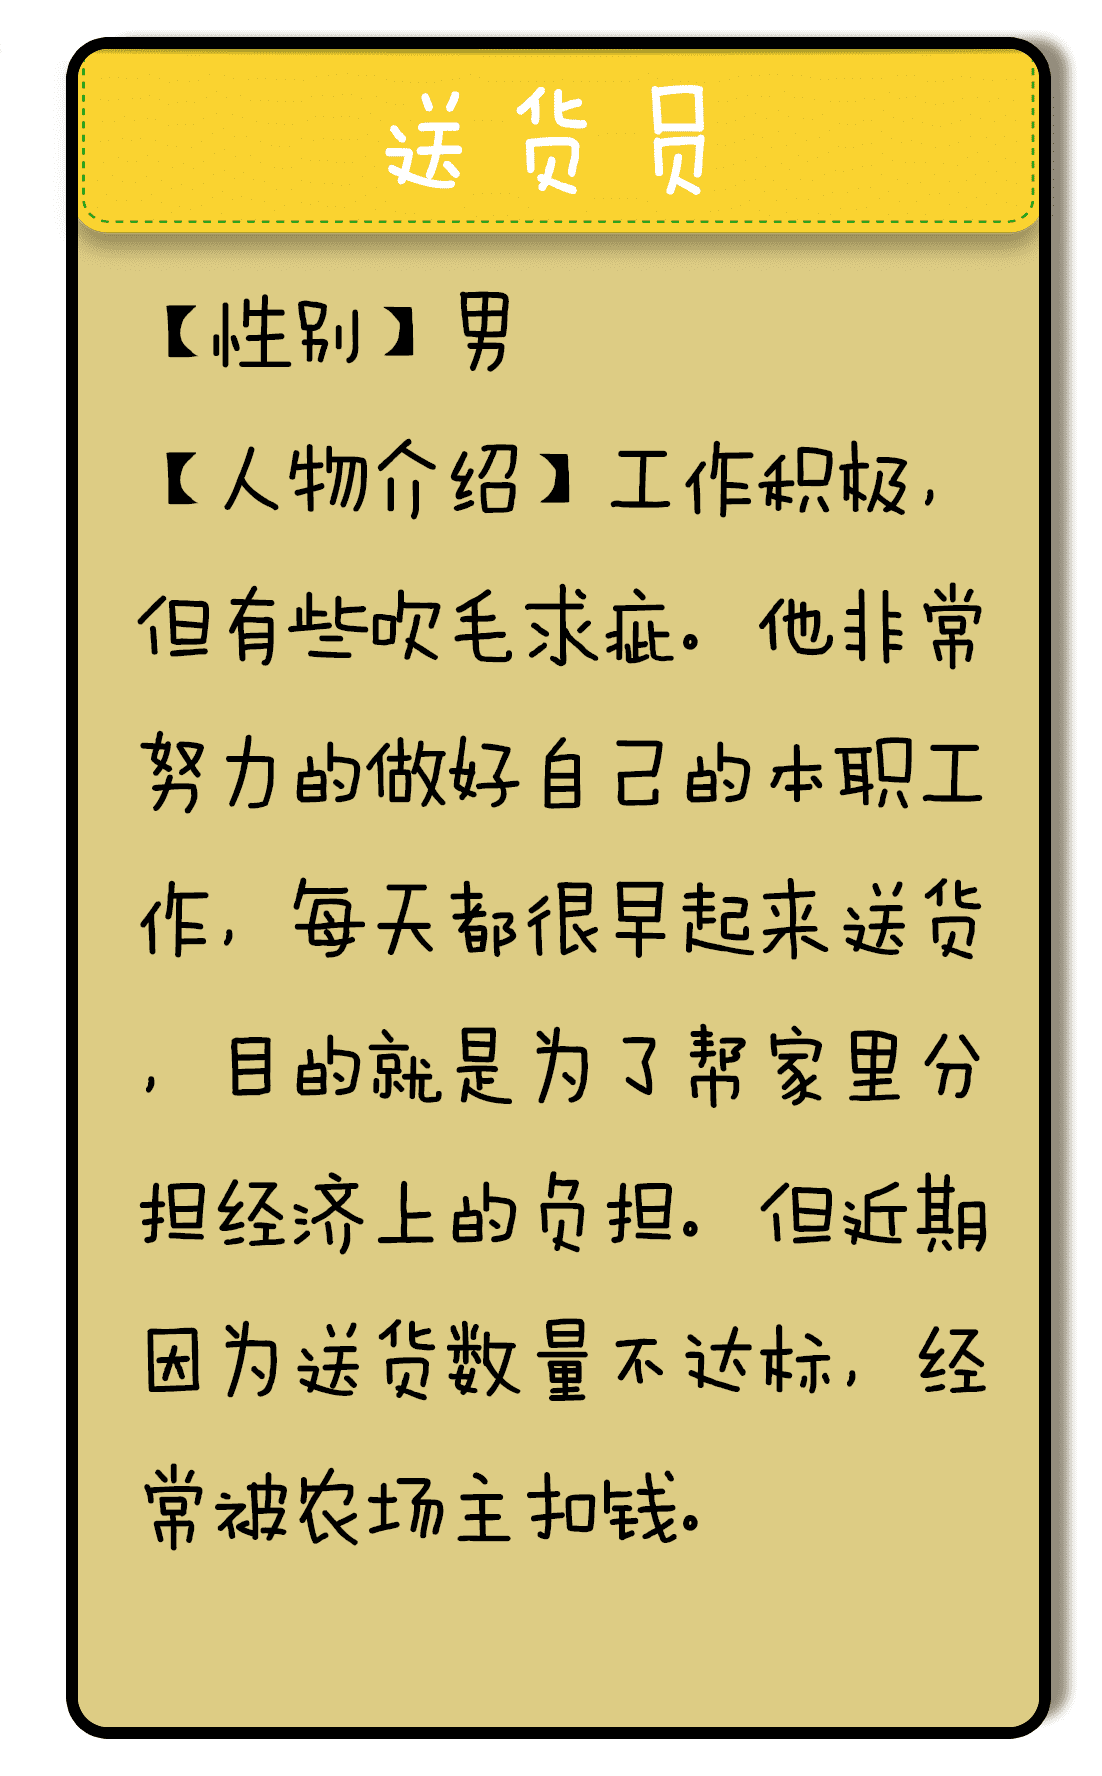 送货员
【性别】男
【人物介绍】工作积极，
但有些吹毛求疵。他非常
努力的做好自己的本职工
作，每天都很早起来送货
，目的就是为了帮家里分
担经济上的负担。但近期
因为送货数量不达标，经
常被农场主扣钱。